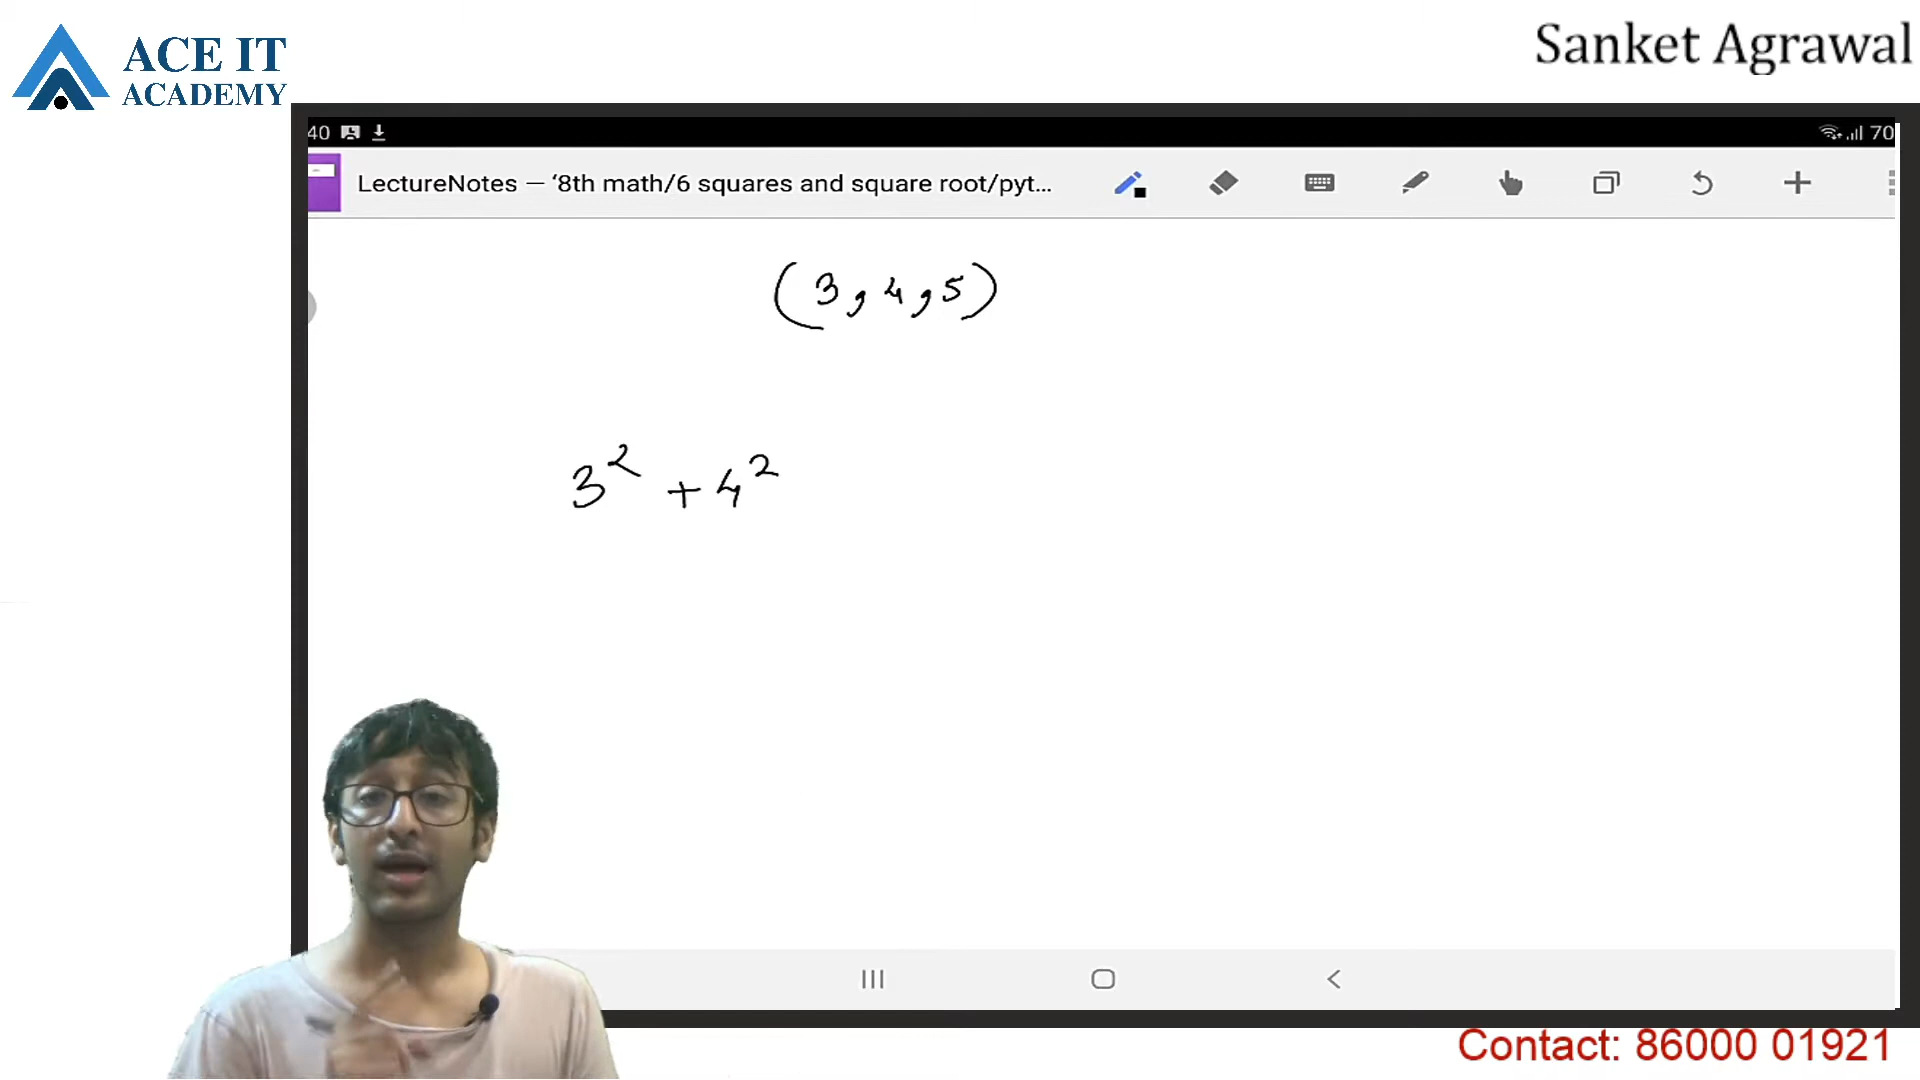 ACE IT
ACADEMY
Sanket Agrawal
40
70
LectureNotes — ‘8th math/6 squares and square root/pyt...
(3, 4, 5)
3² + 4²
Contact: 86000 01921